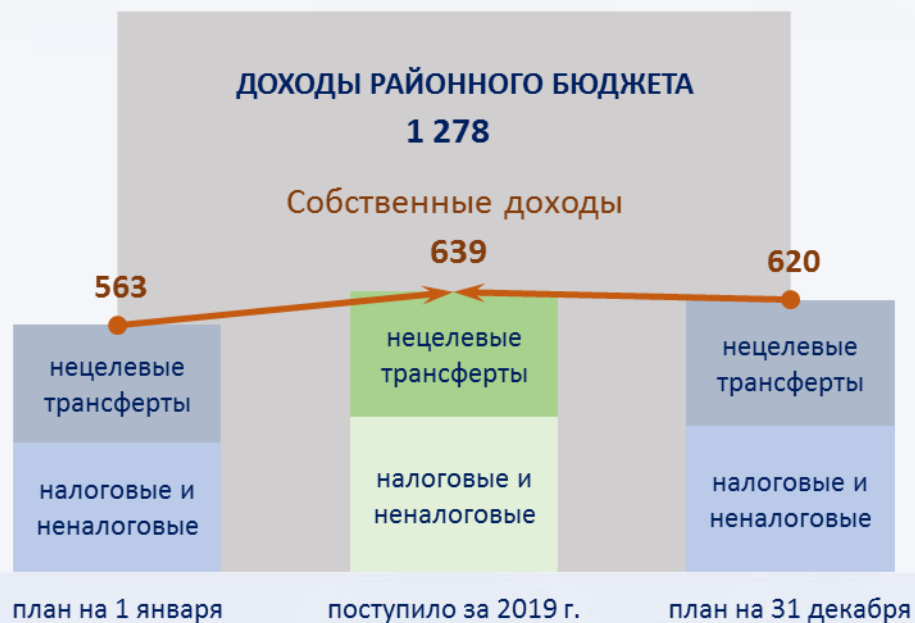 ДОХОДЫ РАЙОННОГО БЮДЖЕТА
1 278
Собственные доходы
639
563
620
нецелевые
трансферты
нецелевые
трансферты
нецелевые
трансферты
налоговые и
неналоговые
налоговые и
неналоговые
налоговые и
неналоговые
план на 1 января
поступило за 2019 г.
план на 31 декабря